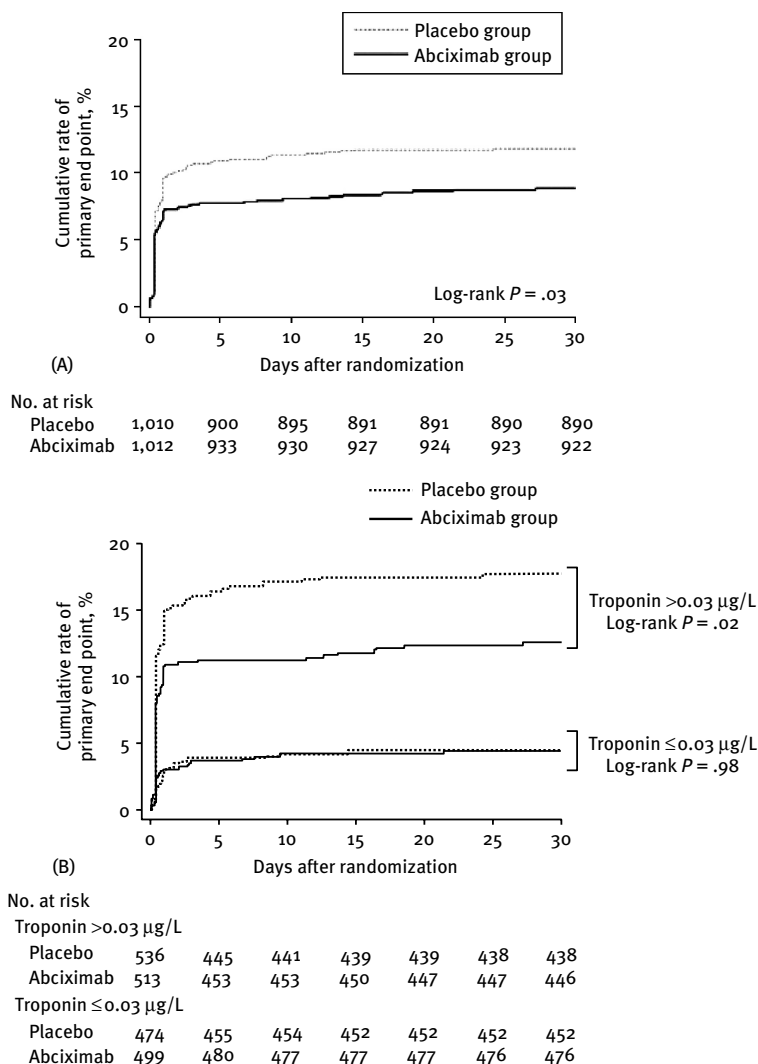 Placebo group
Abciximab group
20
15
10
5
0
Cumulative rate of
primary end point, %
Log-rank P = .03
0 5 10 15 20 25 30
(A) Days after randomization
No. at risk
Placebo 1,010 900 895 891 891 890 890
Abciximab 1,012 933 930 927 924 923 922
Placebo group
Abciximab group
20
15
10
5
0
Cumulative rate of
primary end point, %
Troponin >0.03 µg/L
Log-rank P = .02
Troponin ≤0.03 µg/L
Log-rank P = .98
0 5 10 15 20 25 30
(B) Days after randomization
No. at risk
Troponin >0.03 µg/L
Placebo 536 445 441 439 439 438 438
Abciximab 513 453 453 450 447 447 446
Troponin ≤0.03 µg/L
Placebo 474 455 454 452 452 452 452
Abciximab 499 480 477 477 477 476 476